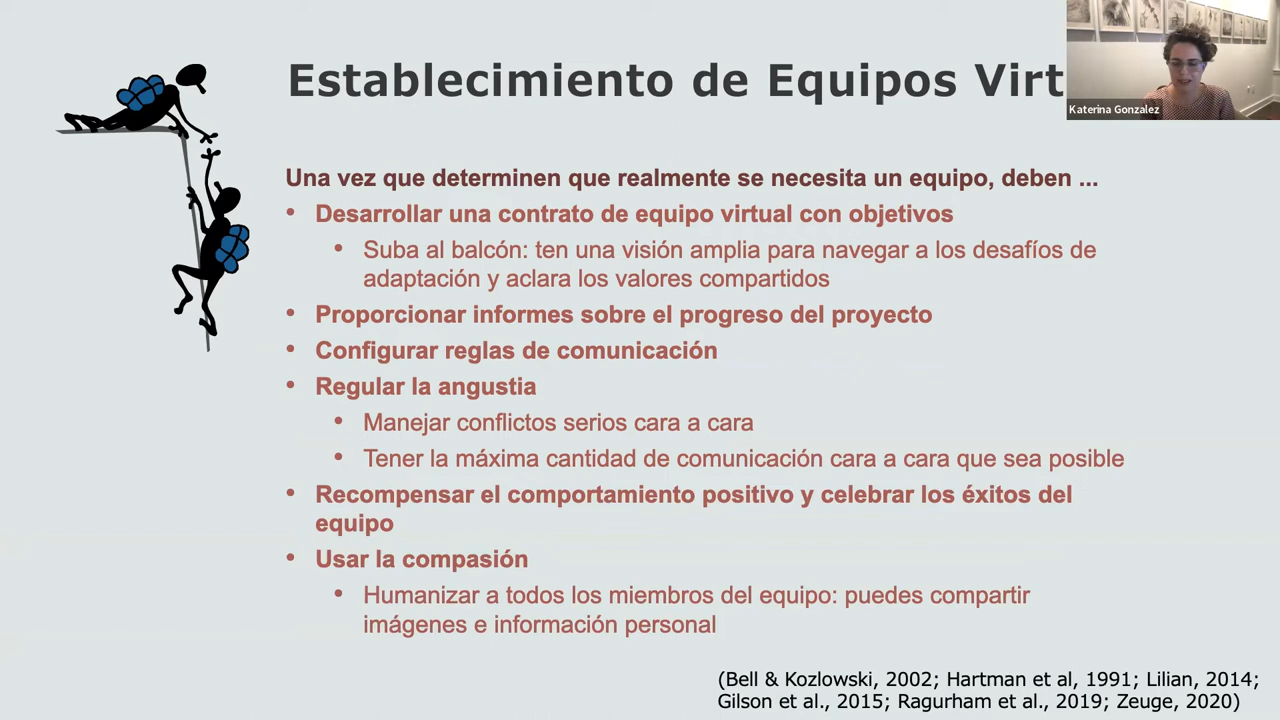 Establecimiento de Equipos Virt
Katerina Gonzalez
Una vez que determinen que realmente se necesita un equipo, deben ...
• Desarrollar una contrato de equipo virtual con objetivos
• Suba al balcón: ten una visión amplia para navegar a los desafíos de
adaptación y aclara los valores compartidos
• Proporcionar informes sobre el progreso del proyecto
• Configurar reglas de comunicación
• Regular la angustia
• Manejar conflictos serios cara a cara
• Tener la máxima cantidad de comunicación cara a cara que sea posible
• Recompensar el comportamiento positivo y celebrar los éxitos del
equipo
• Usar la compasión
• Humanizar a todos los miembros del equipo: puedes compartir
imágenes e información personal
(Bell & Kozlowski, 2002; Hartman et al, 1991; Lilian, 2014;
Gilson et al., 2015; Ragurham et al., 2019; Zeuge, 2020)